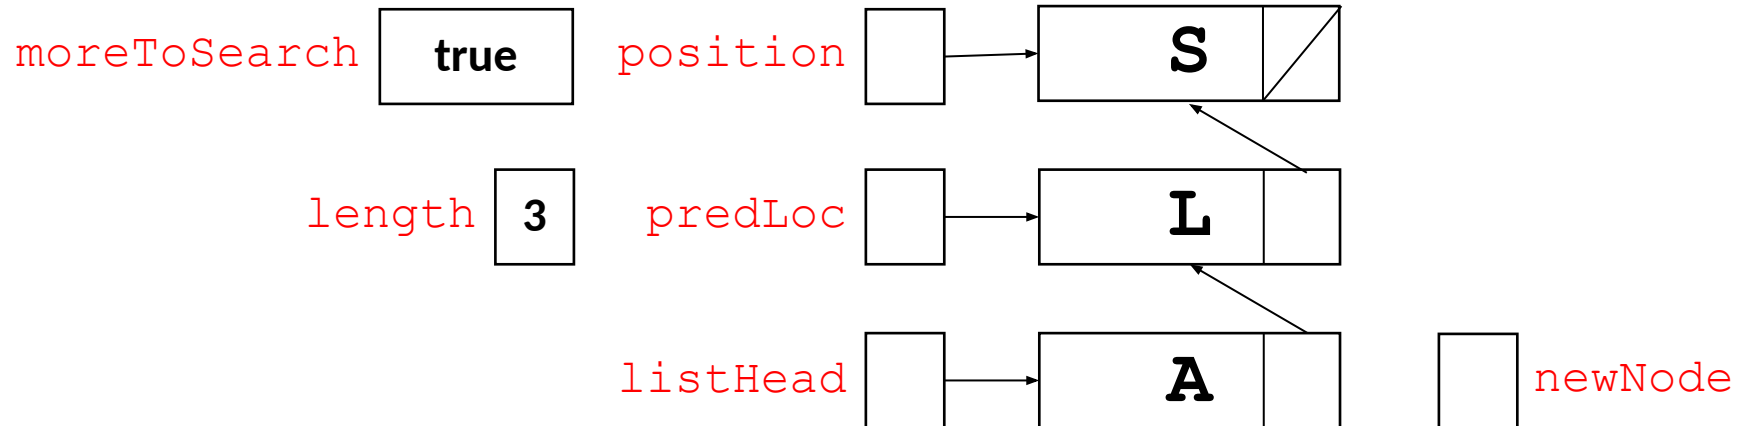 moreToSearch true position S
length 3 predLoc L
listHead A newNode